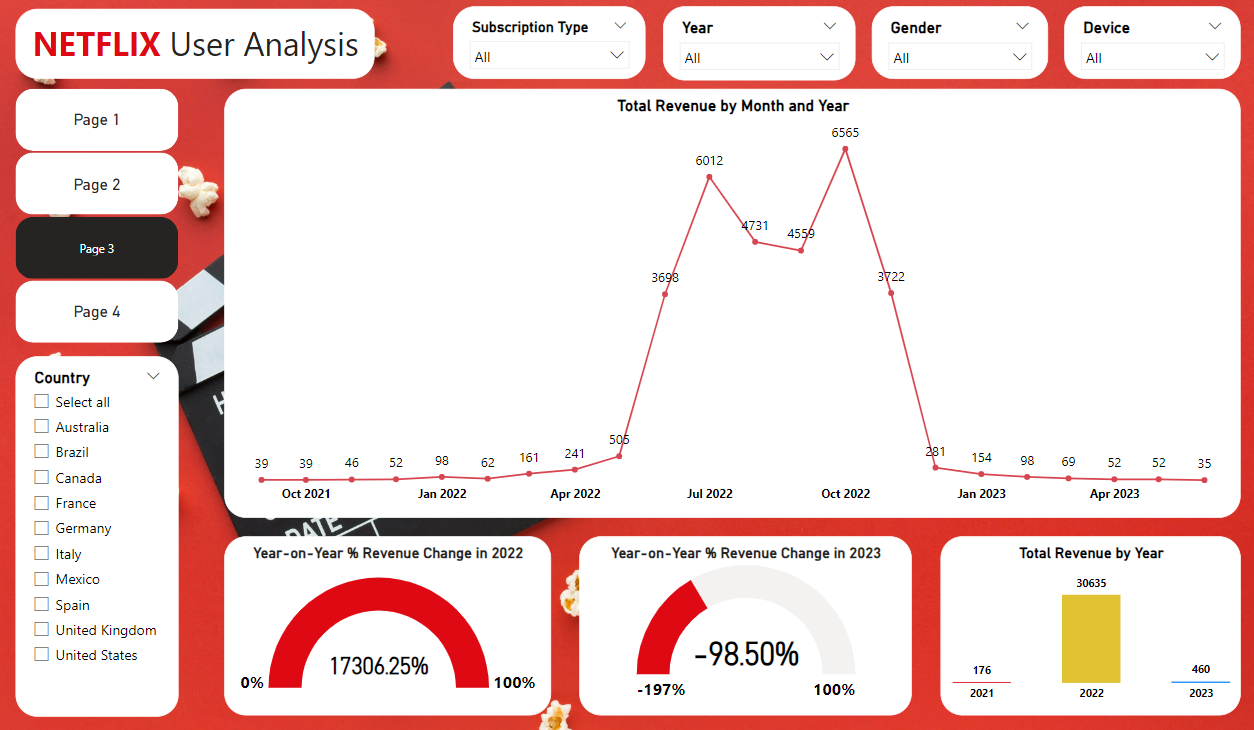 NETFLIX User Analysis
Subscription Type
All
Year
All
Gender
All
Device
All
Page 1
Page 2
Page 3
Page 4
Country
Select all
Australia
Brazil
Canada
France
Germany
Italy
Mexico
Spain
United Kingdom
United States
Total Revenue by Month and Year
39
39
46
52
98
62
161
241
505
3698
6012
4731
4559
6565
3722
281
154
98
69
52
52
35
Oct 2021
Jan 2022
Apr 2022
Jul 2022
Oct 2022
Jan 2023
Apr 2023
DATE
Year-on-Year % Revenue Change in 2022
17306.25%
0%
100%
Year-on-Year % Revenue Change in 2023
-98.50%
-197%
100%
Total Revenue by Year
30635
176
460
2021
2022
2023